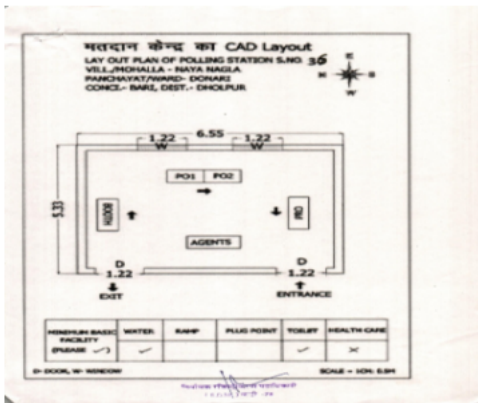 मतदान केन्द्र का CAD Layout
LAY OUT PLAN OF POLLING STATION S.NO. 36
VILL./MOHALLA - NAYA NAGLA
PANCHAYAT/WARD- DONARI
CONCI.- BARI, DIST.- DHOLPUR
E
N S
W
6.55
1.22 1.22
W W
5.33
PO1 PO2
BOOTH
AGENTS
D D
1.22 1.22
EXIT ENTRANCE
MINIMUM BASIC FACILITY (PLEASE ✓) WATER RAMP PLUG POINT TOILET HEALTH CARE
✓ ✓ ×
D- DOOR, W- WINDOW SCALE = 1CM: 0.5M